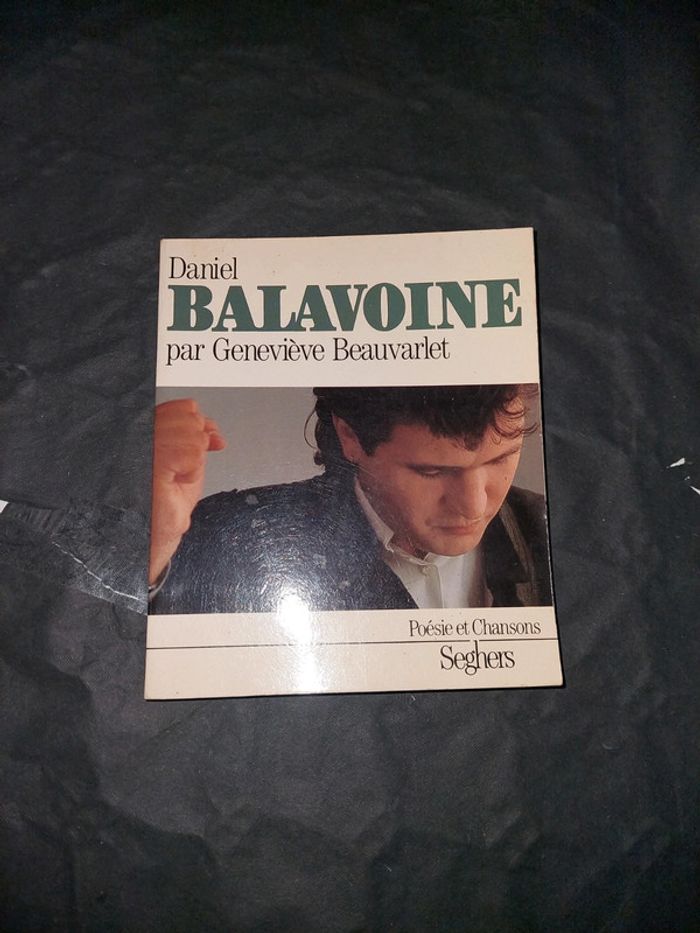 Daniel
BALAVOINE
par Geneviève Beauvarlet
Poésie et Chansons
Seghers